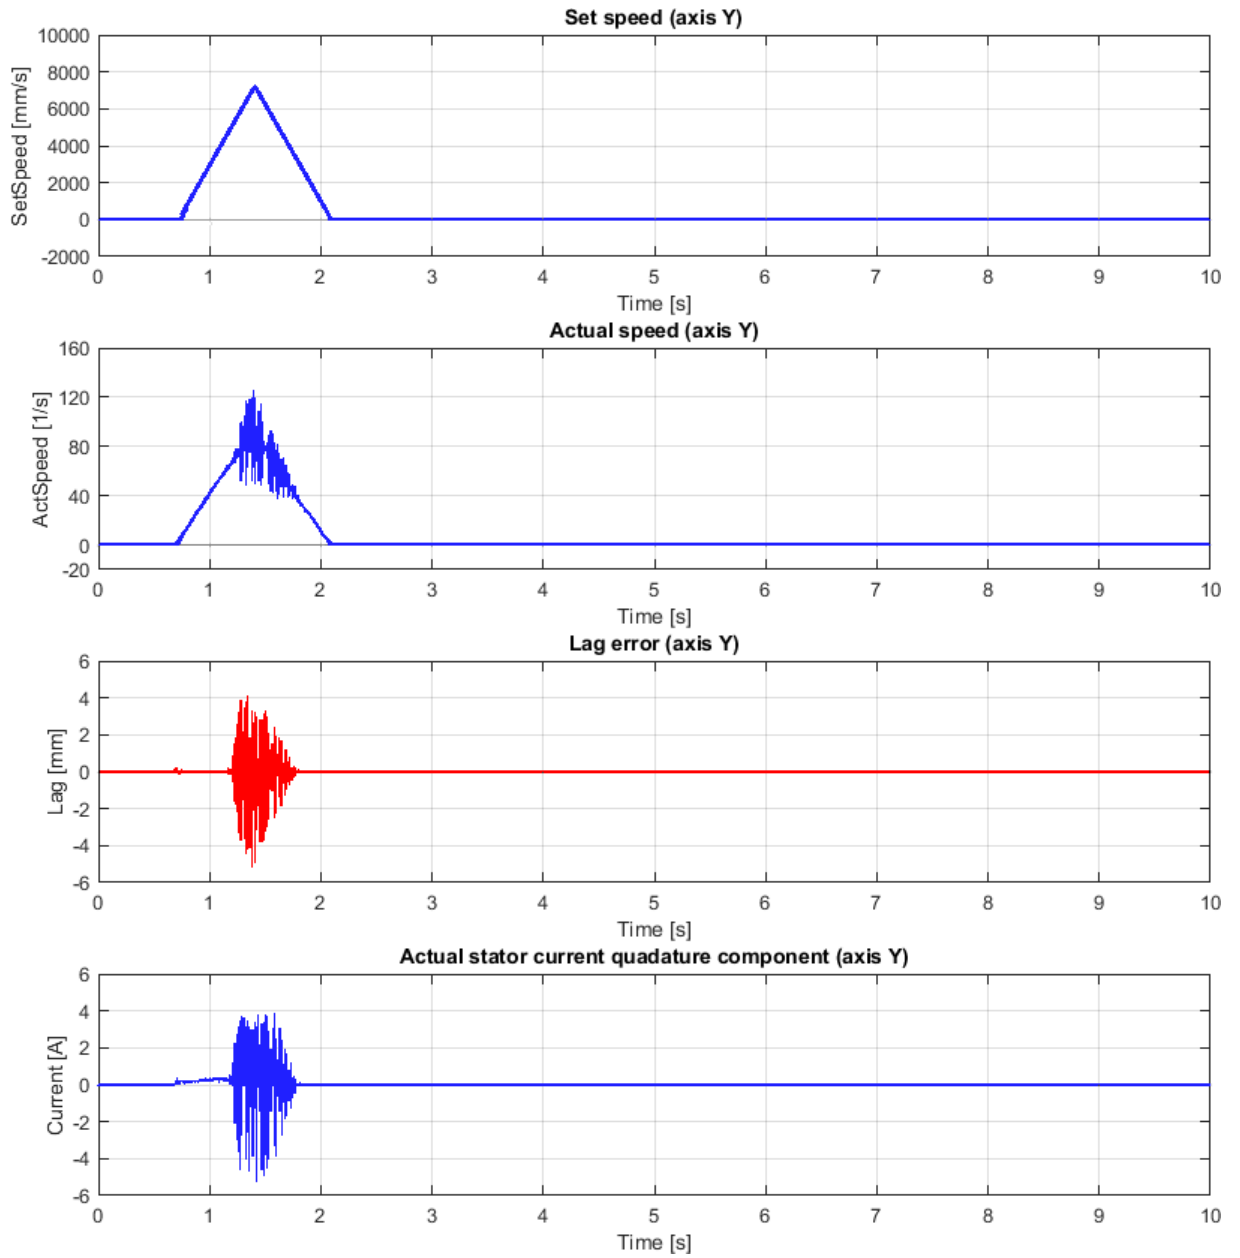 Set speed (axis Y)
SetSpeed [mm/s]
10000
8000
6000
4000
2000
0
-2000
0 1 2 3 4 5 6 7 8 9 10
Time [s]
Actual speed (axis Y)
ActSpeed [1/s]
160
120
80
40
0
-20
0 1 2 3 4 5 6 7 8 9 10
Time [s]
Lag error (axis Y)
Lag [mm]
6
4
2
0
-2
-4
-6
0 1 2 3 4 5 6 7 8 9 10
Time [s]
Actual stator current quadature component (axis Y)
Current [A]
6
4
2
0
-2
-4
-6
0 1 2 3 4 5 6 7 8 9 10
Time [s]